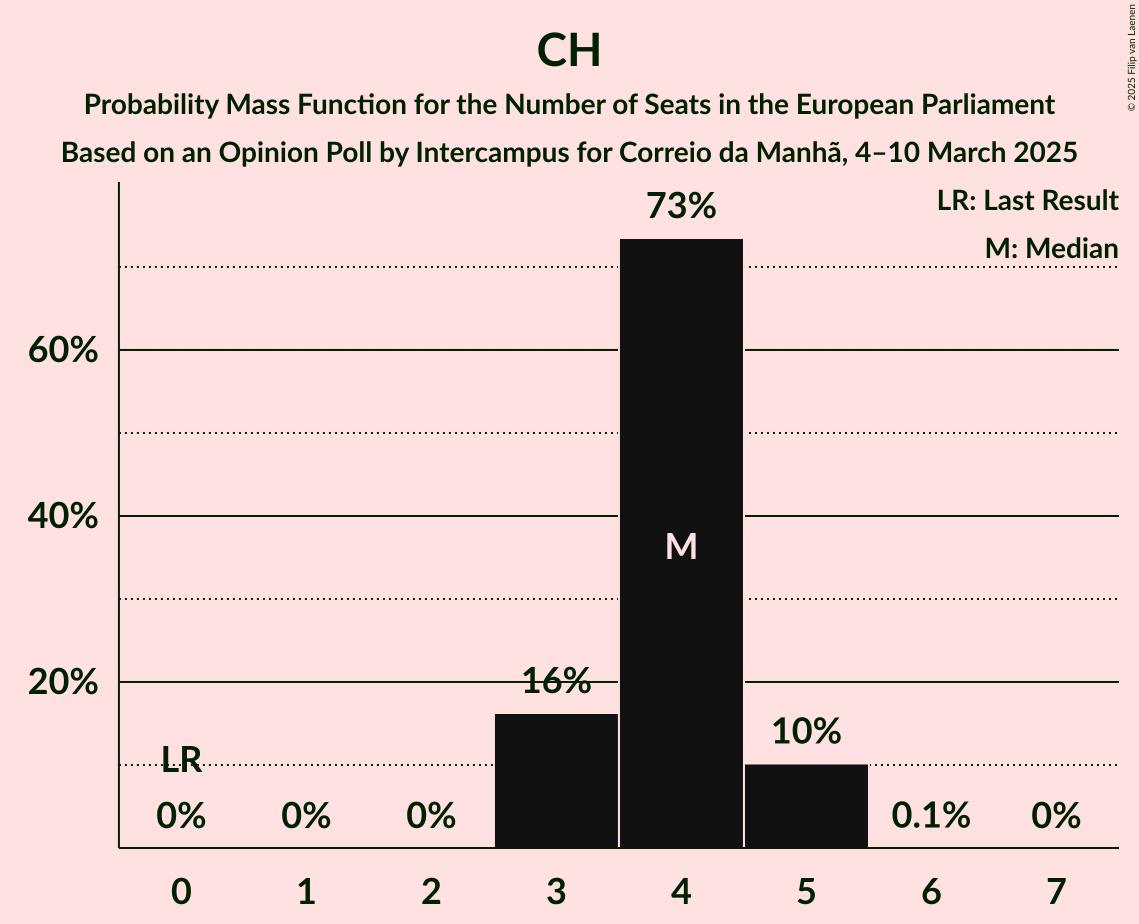 CH
Probability Mass Function for the Number of Seats in the European Parliament
Based on an Opinion Poll by Intercampus for Correio da Manhã, 4–10 March 2025
© 2025 Filip van Laenen
LR: Last Result
M: Median
73%
60%
40%
M
20%
16%
10%
LR
0%
0%
0%
0.1%
0%
0
1
2
3
4
5
6
7